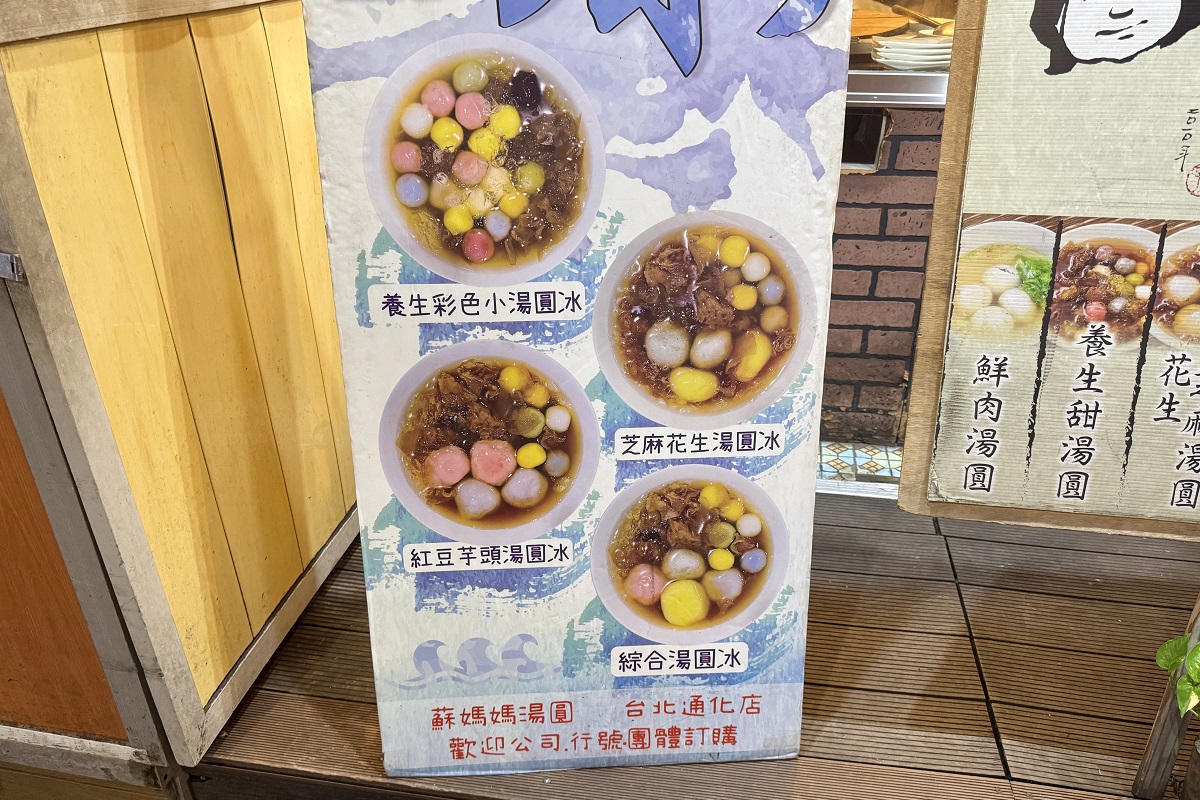 養生彩色小湯圓冰
芝麻花生湯圓冰
紅豆芋頭湯圓冰
綜合湯圓冰
蘇媽媽湯圓 台北通化店
歡迎公司.行號.團體訂購
鮮肉湯圓
養生甜湯圓
花生
麻湯圓